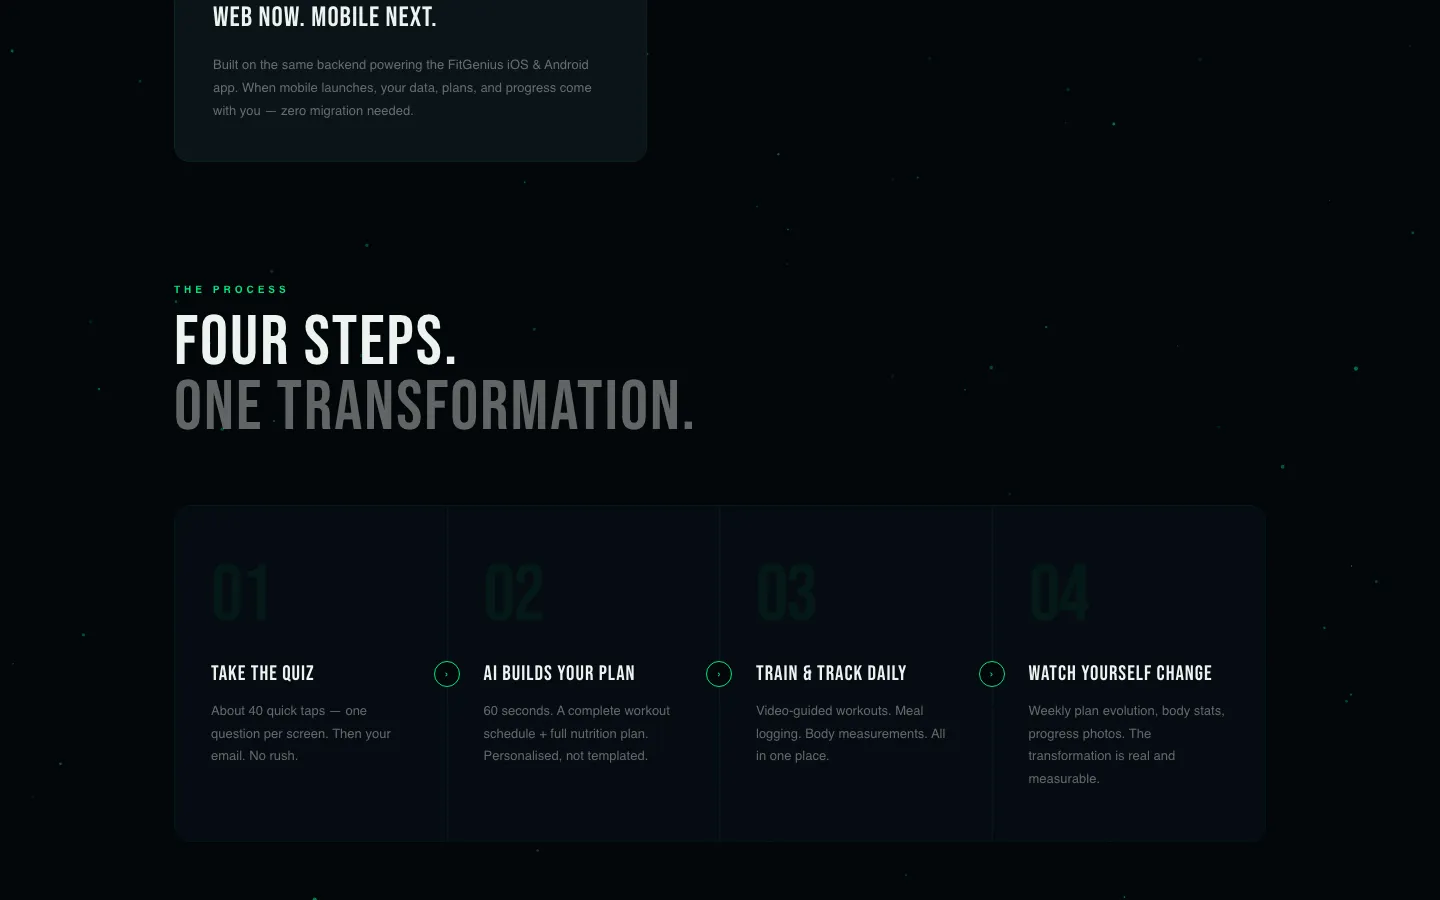 WEB NOW. MOBILE NEXT.
Built on the same backend powering the FitGenius iOS & Android
app. When mobile launches, your data, plans, and progress come
with you — zero migration needed.
THE PROCESS
FOUR STEPS.
ONE TRANSFORMATION.
01
TAKE THE QUIZ
About 40 quick taps — one
question per screen. Then your
email. No rush.
›
02
AI BUILDS YOUR PLAN
60 seconds. A complete workout
schedule + full nutrition plan.
Personalised, not templated.
›
03
TRAIN & TRACK DAILY
Video-guided workouts. Meal
logging. Body measurements. All
in one place.
›
04
WATCH YOURSELF CHANGE
Weekly plan evolution, body stats,
progress photos. The
transformation is real and
measurable.